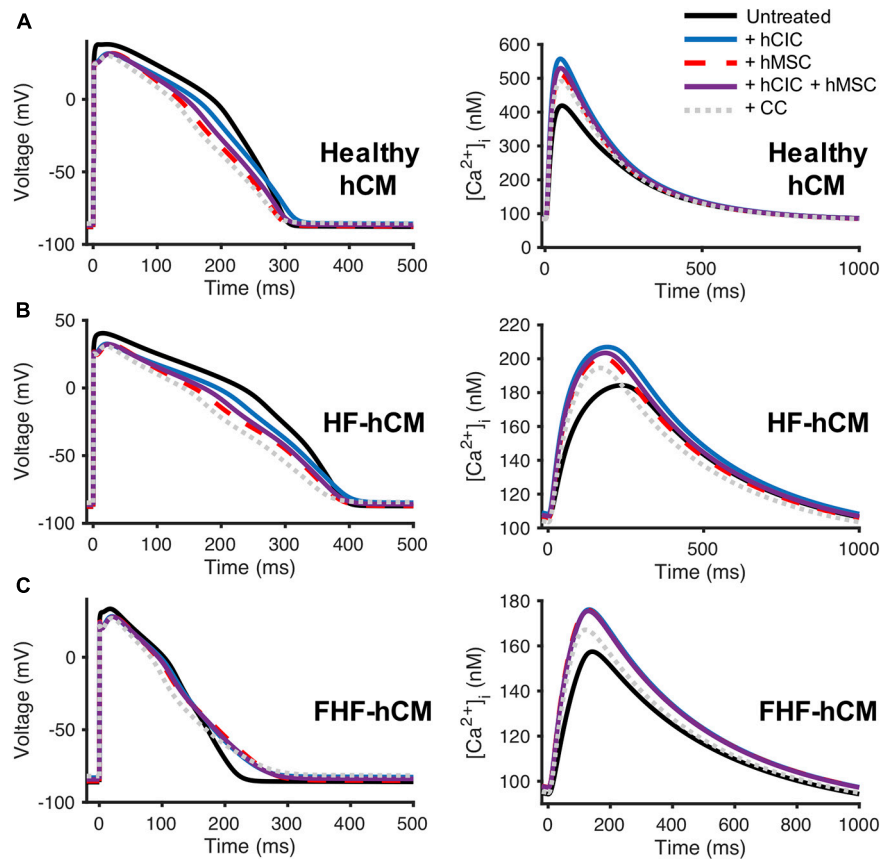 A
Untreated
+ hCIC
+ hMSC
+ hCIC + hMSC
+ CC
Voltage (mV)
0
-50
-100
0 100 200 300 400 500
Time (ms)
Healthy
hCM
[Ca2+]i (nM)
600
500
400
300
200
100
0
0 500 1000
Time (ms)
Healthy
hCM
B
Voltage (mV)
50
0
-50
-100
0 100 200 300 400 500
Time (ms)
HF-hCM
[Ca2+]i (nM)
220
200
180
160
140
120
100
0 500 1000
Time (ms)
HF-hCM
C
Voltage (mV)
0
-50
-100
0 100 200 300 400 500
Time (ms)
FHF-hCM
[Ca2+]i (nM)
180
160
140
120
100
0 200 400 600 800 1000
Time (ms)
FHF-hCM